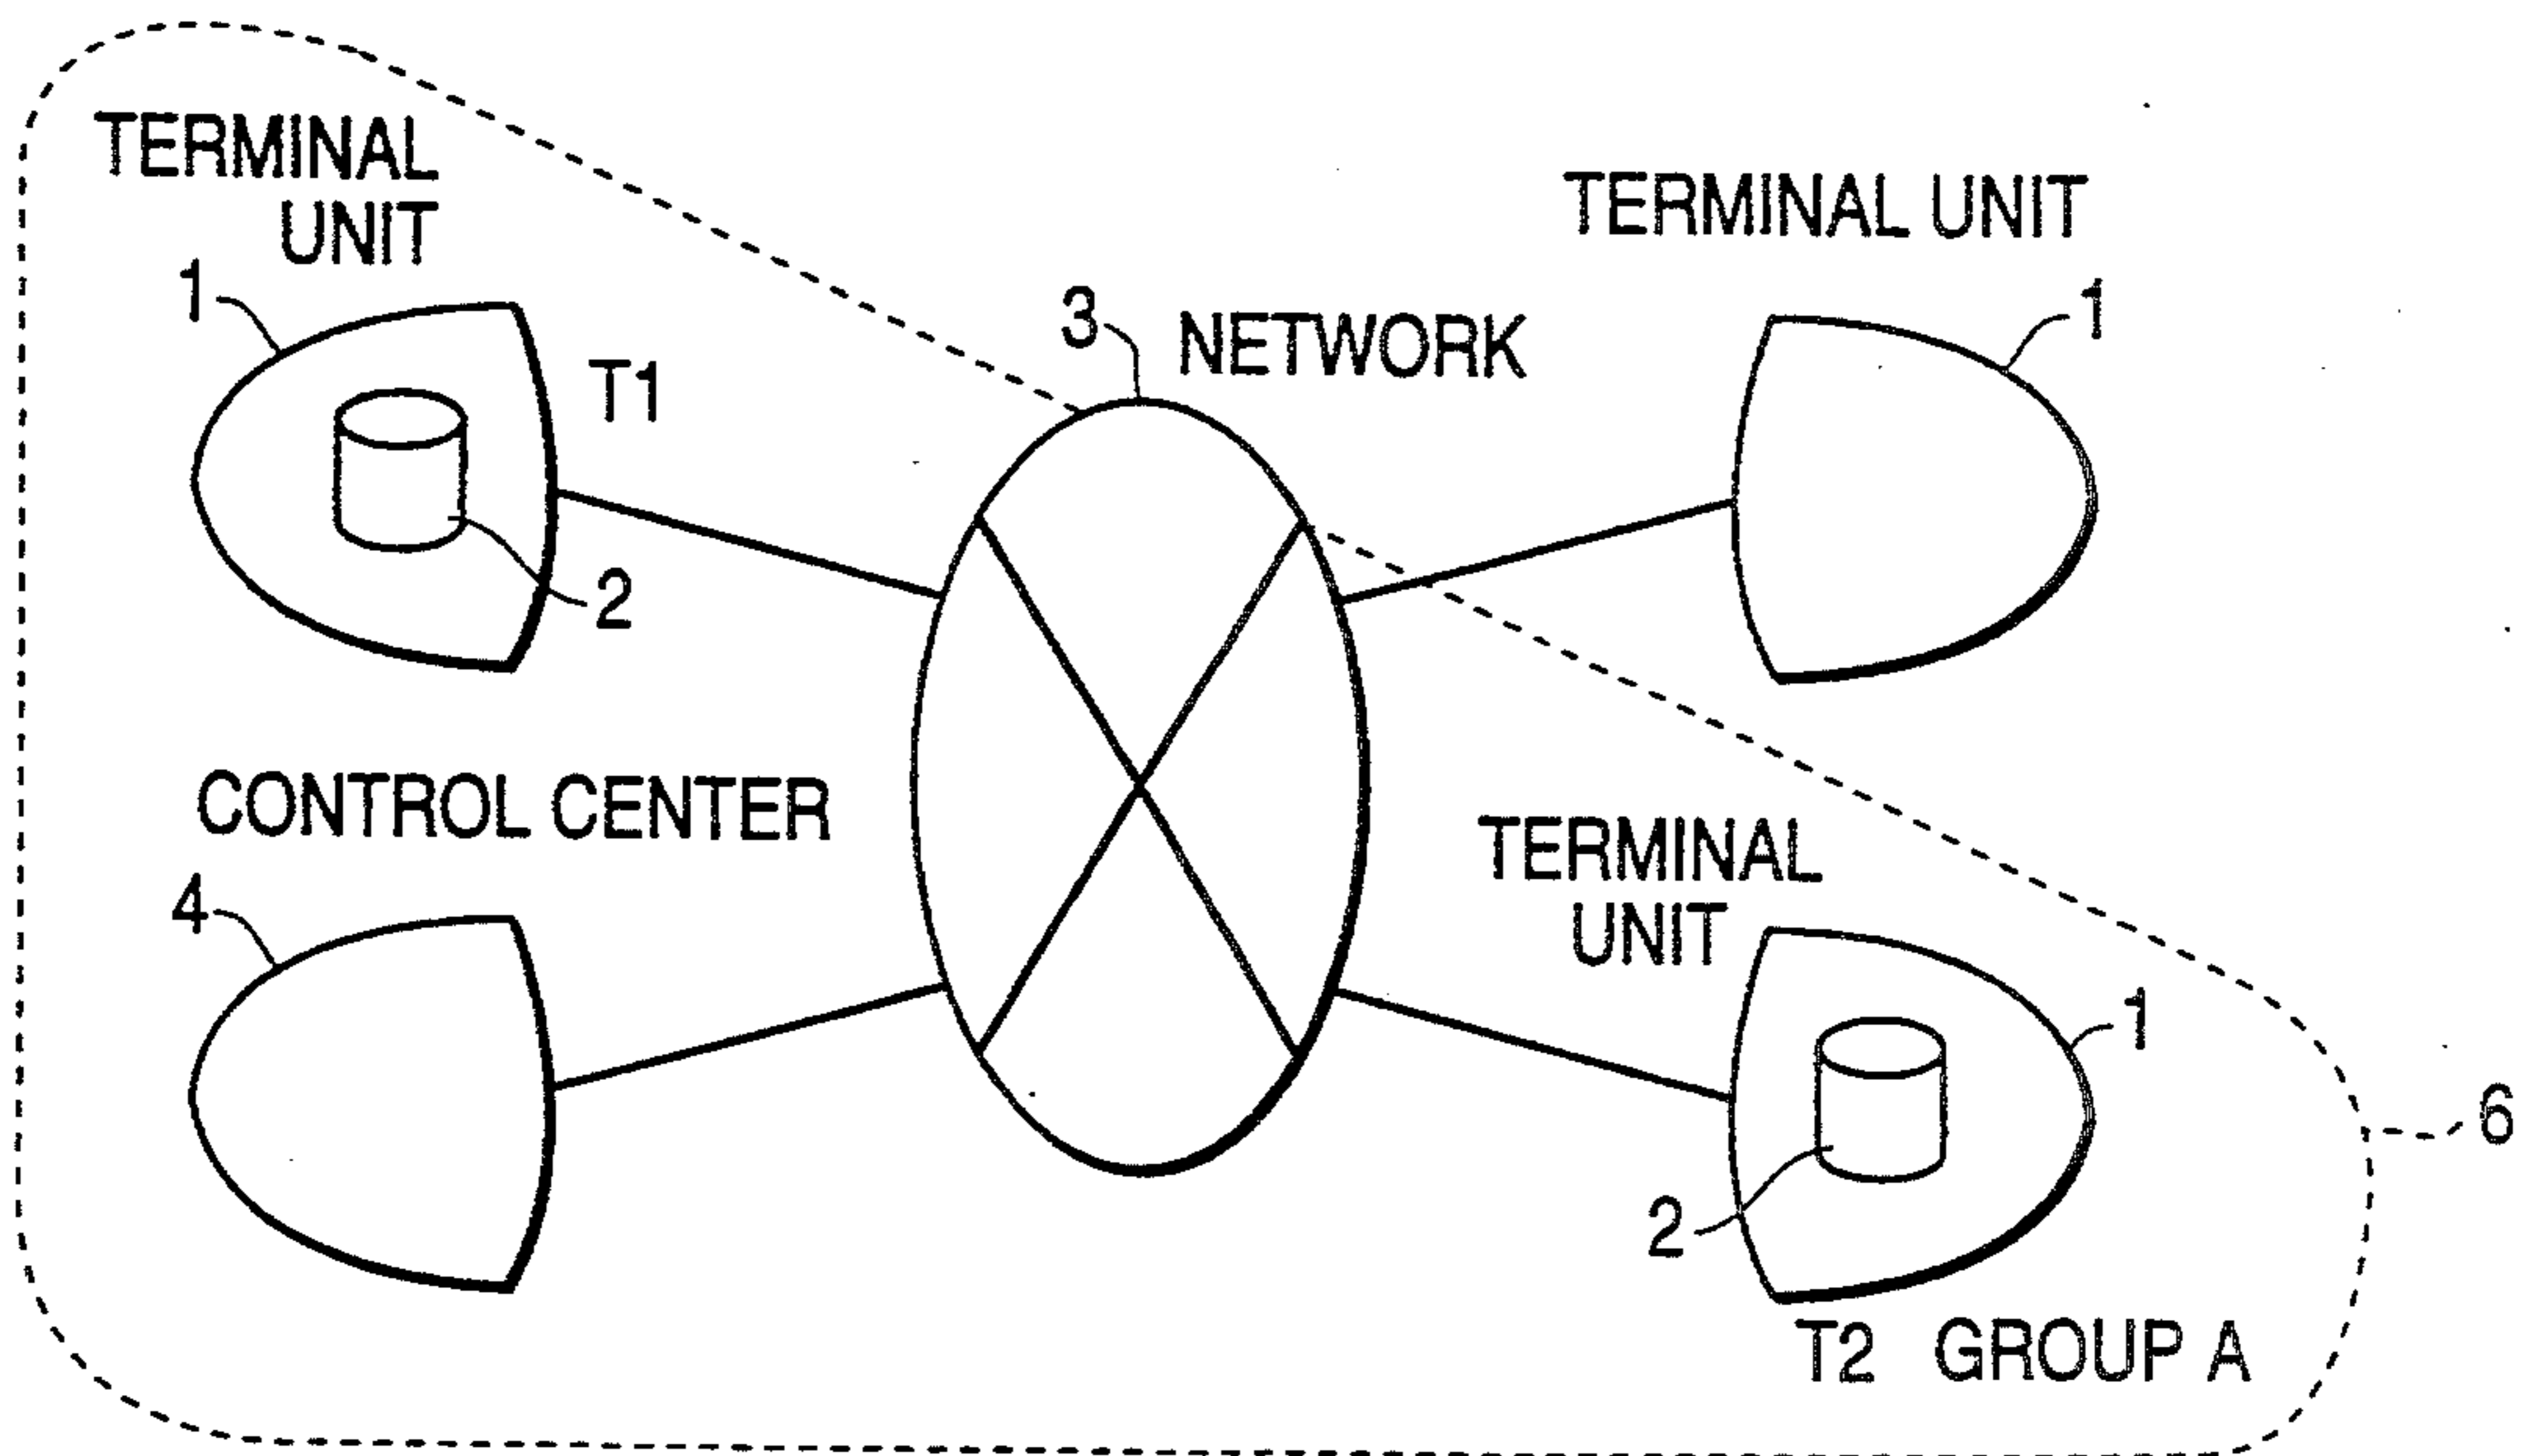 TERMINAL
UNIT
1
T1
2
3
NETWORK
TERMINAL UNIT
1
CONTROL CENTER
4
TERMINAL
UNIT
1
2
6
T2 GROUP A